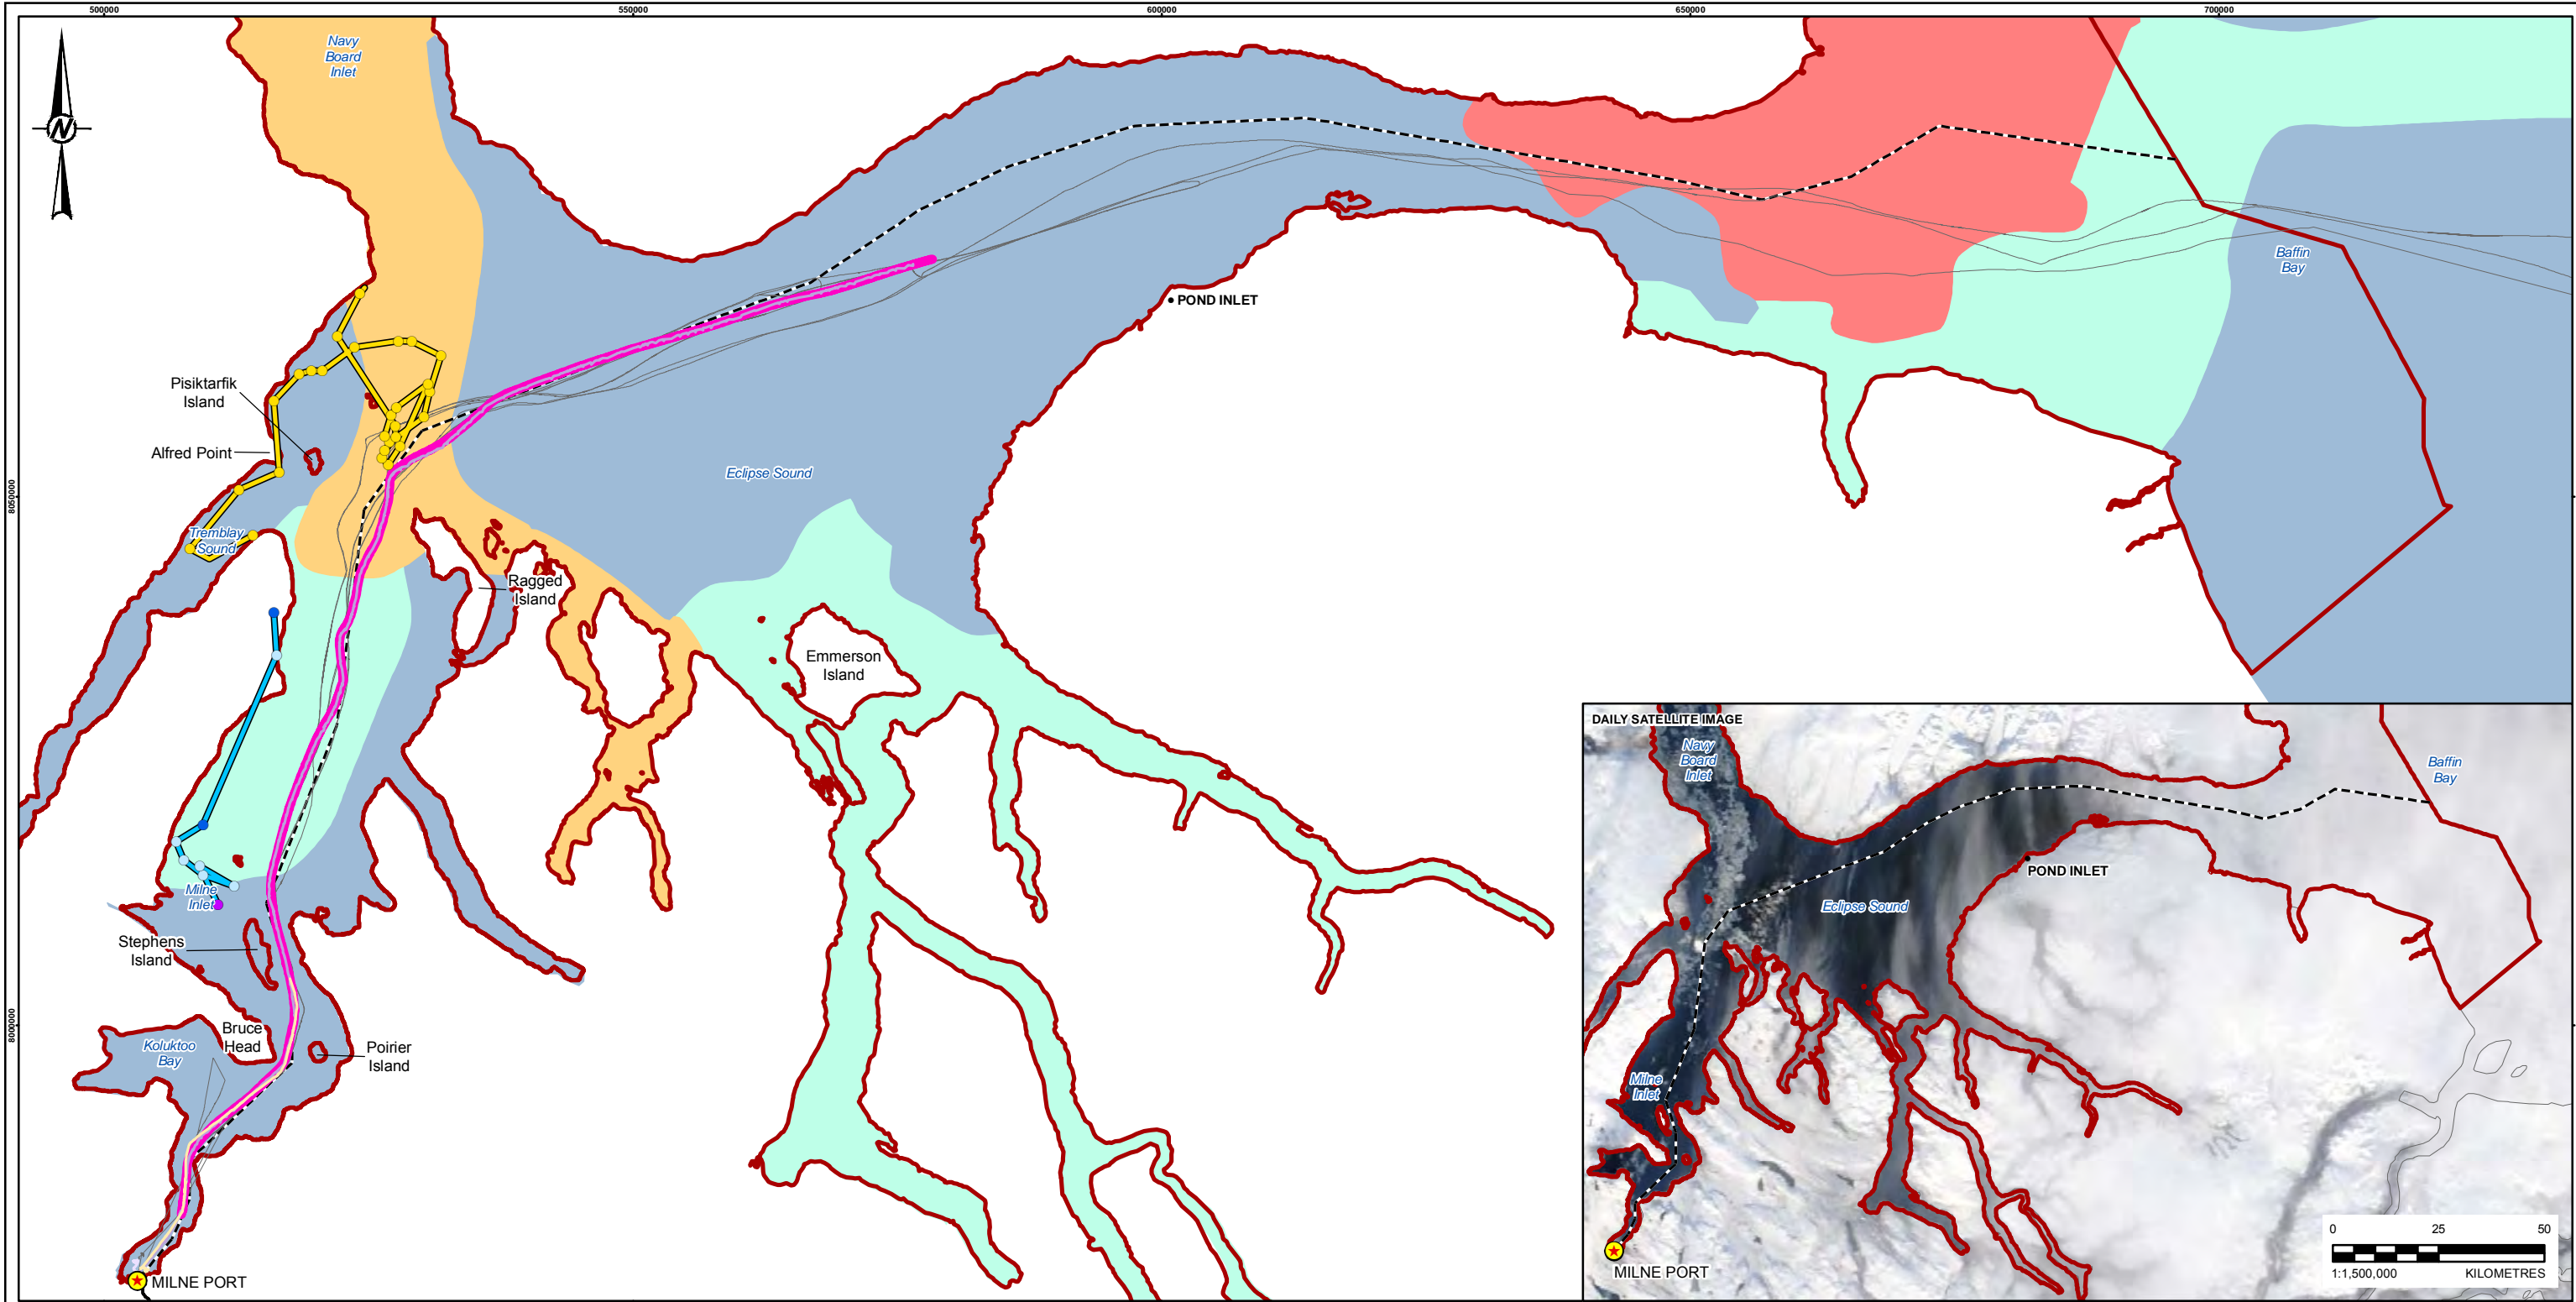 500000
550000
600000
650000
700000
Navy
Board
Inlet
N
Baffin
Bay
POND INLET
Pisiktarfik
Island
Alfred Point
Eclipse Sound
8050000
Tremblay
Sound
Ragged
Island
Emmerson
Island
Milne
Inlet
Stephens
Island
Bruce
Head
Koluktoo
Bay
Poirier
Island
8000000
MILNE PORT
DAILY SATELLITE IMAGE
Navy
Board
Inlet
Baffin
Bay
POND INLET
Eclipse Sound
Milne
Inlet
MILNE PORT
0 25 50
1:1,500,000 KILOMETRES